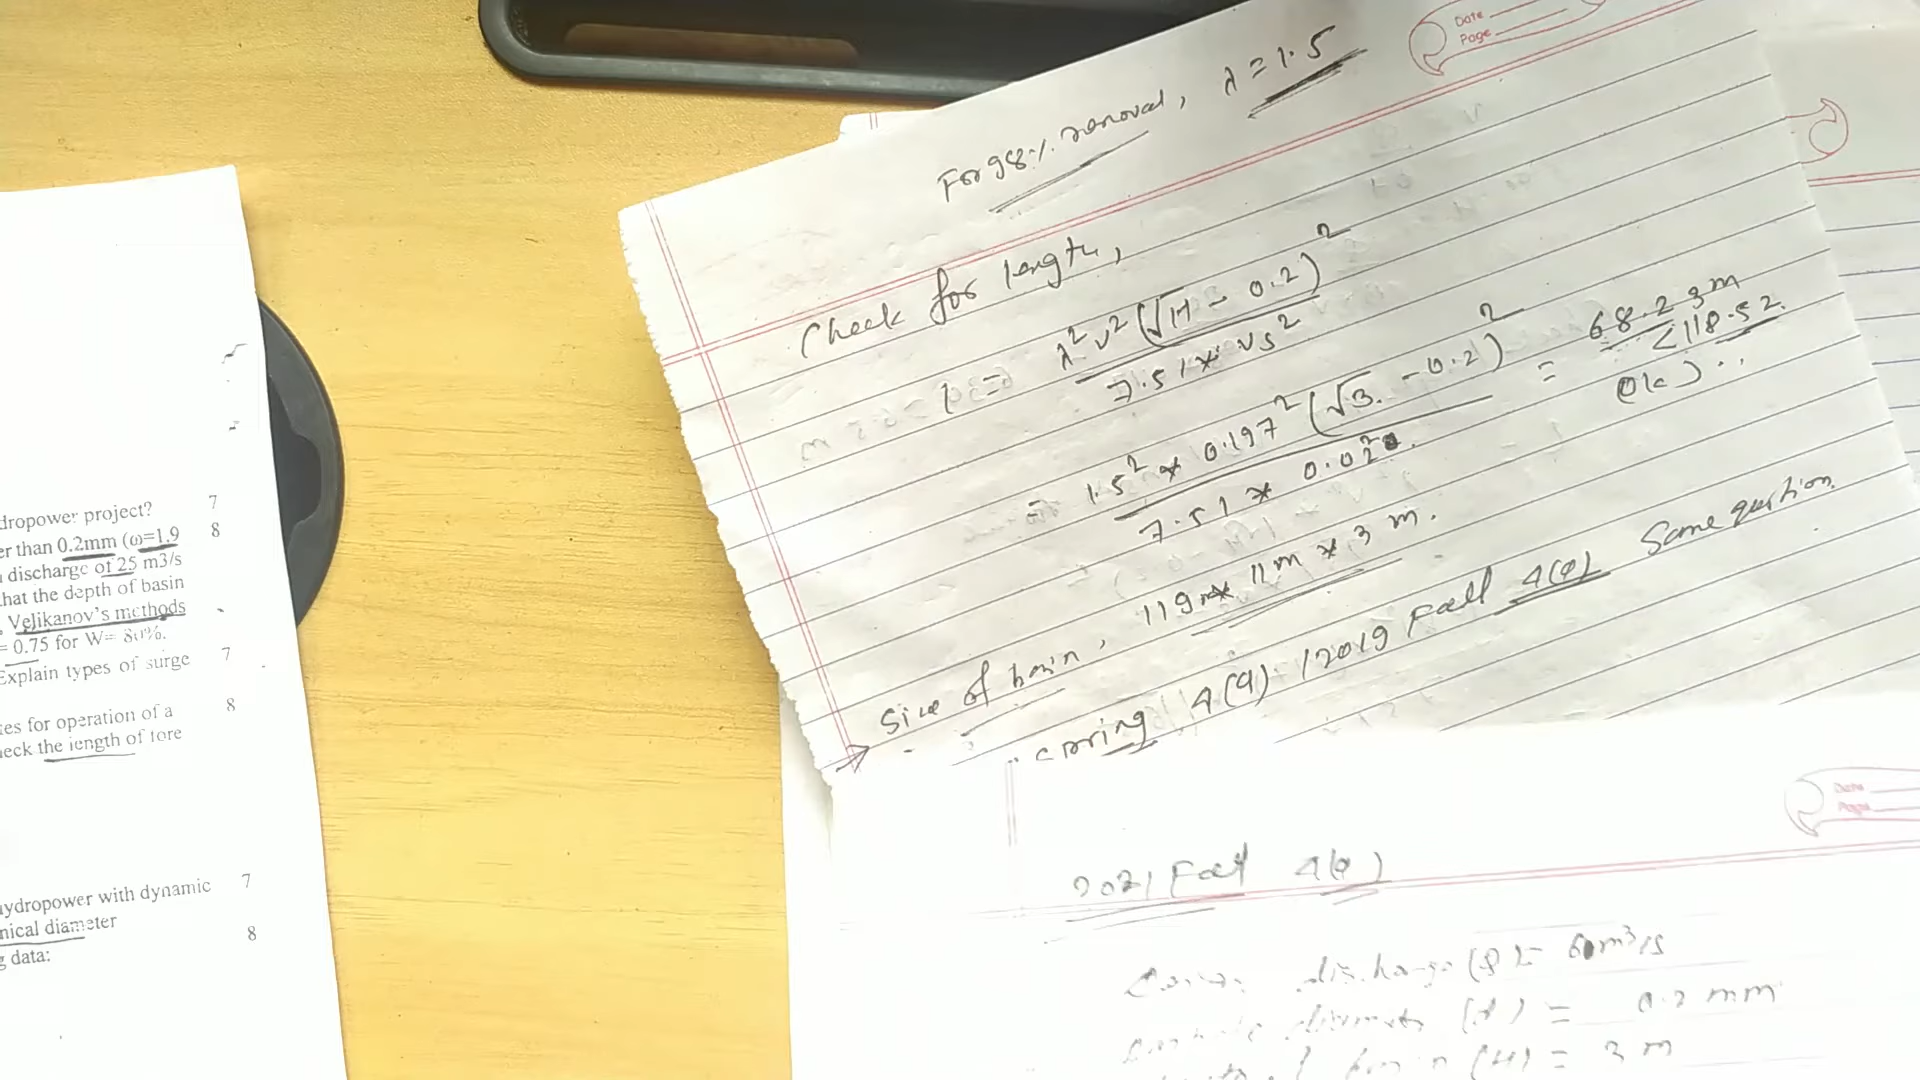 dropower project? 7
er than 0.2mm (ω=1.9 8
discharge of 25 m3/s
hat the depth of basin
Velikanov's methods
= 0.75 for W= 80%.
Explain types of surge 7
es for operation of a 8
eck the length of fore
ydropower with dynamic 7
nical diameter
g data: 8
Date
Page
For 98% removal, λ = 1.5
Check for length,
l = λ² v² (√H - 0.2)² / 7.51 * vs²
= 1.5² * 0.197² (√3 - 0.2)² / 7.51 * 0.02² = 68.23m
< 118.52
OK)
Size of basin, 119m * 11m * 3m.
spring 4(a) / 2019 Fall 4(a) Same question
Date
Page
2021 Fall 4(a)
discharge (Q) = m³/s
(d) = 0.2 mm
(H) = 3 m